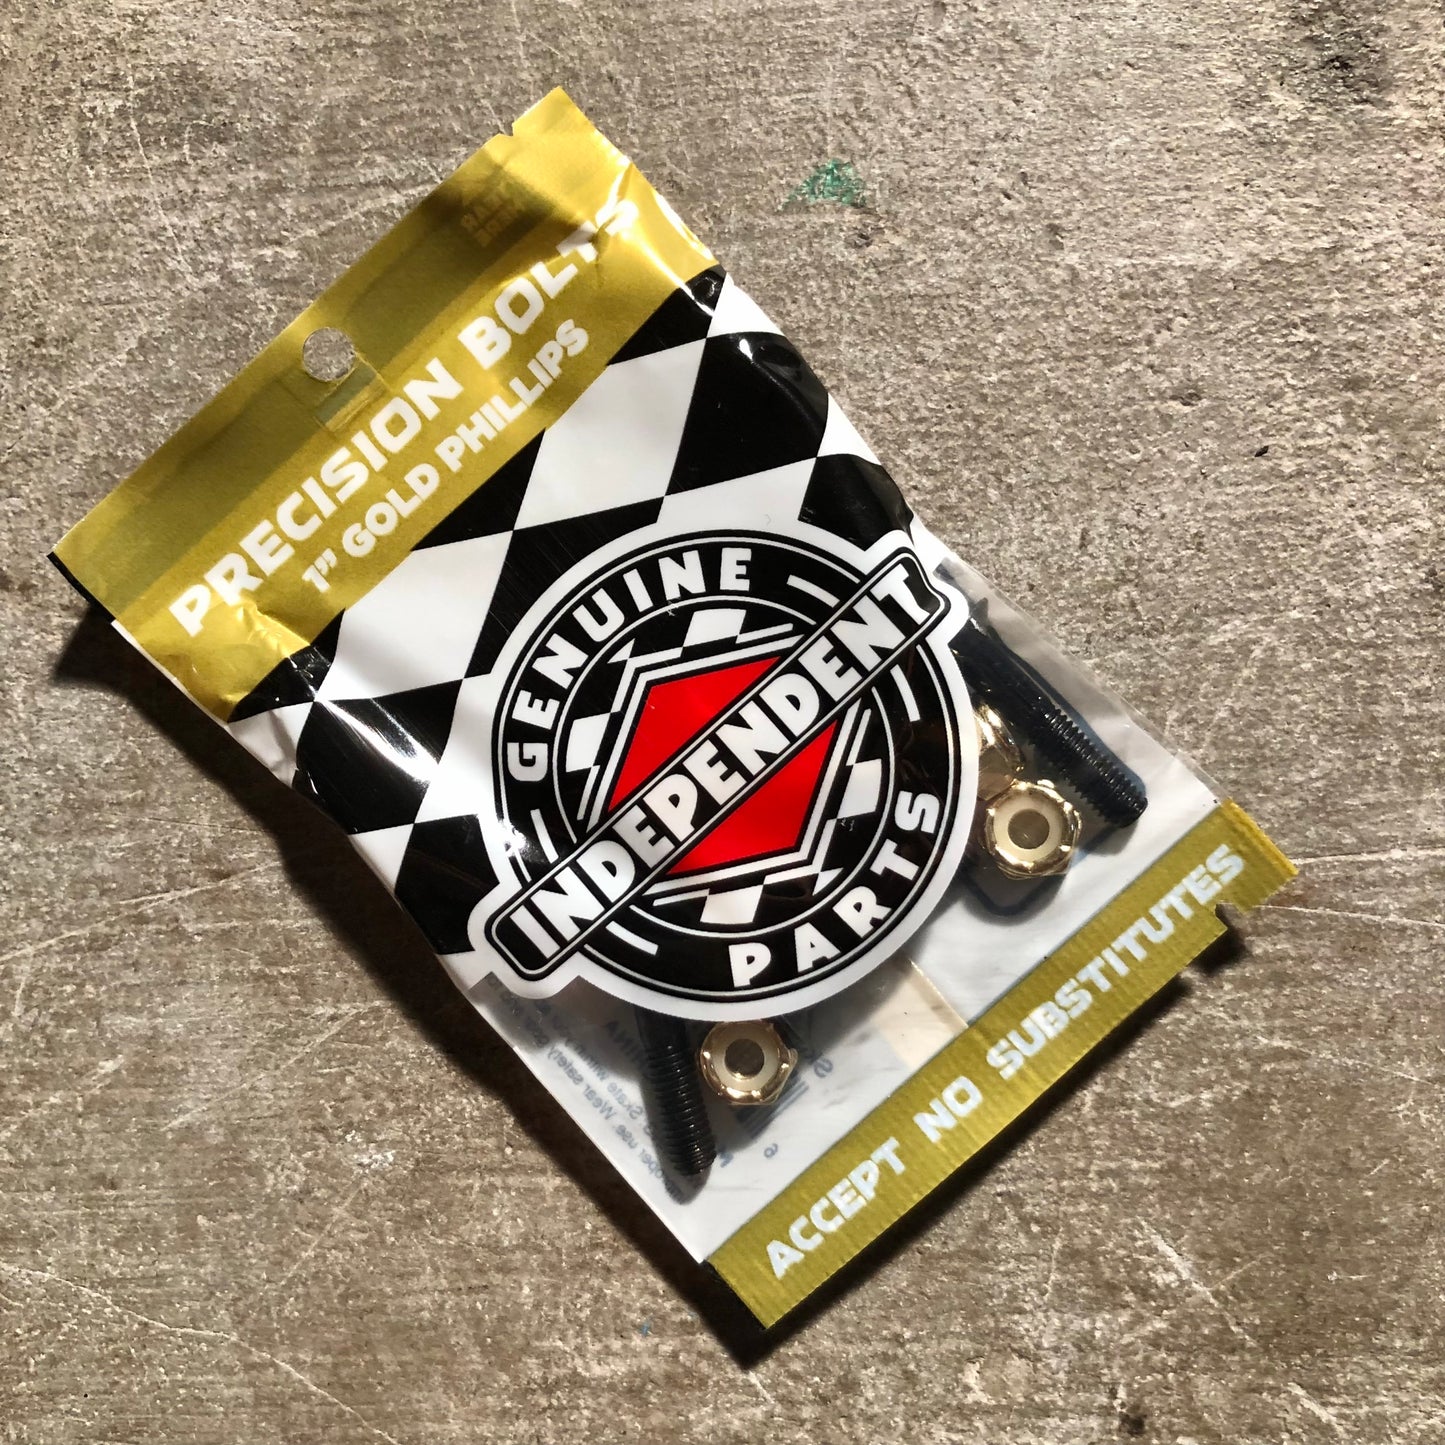 PRECISION BOLTS
1" GOLD PHILLIPS
GENUINE
INDEPENDENT
PARTS
ACCEPT NO SUBSTITUTES